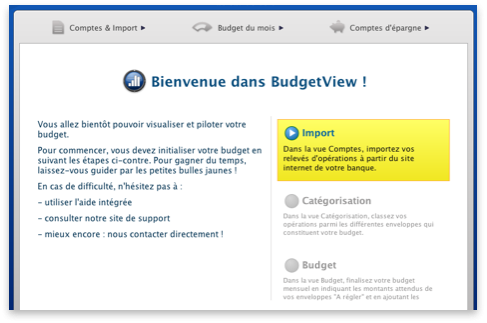 Comptes & Import ▸ Budget du mois ▸ Comptes d'épargne ▸
Bienvenue dans BudgetView !
Vous allez bientôt pouvoir visualiser et piloter votre
budget.
Pour commencer, vous devez initialiser votre budget en
suivant les étapes ci-contre. Pour gagner du temps,
laissez-vous guider par les petites bulles jaunes !
En cas de difficulté, n'hésitez pas à :
- utiliser l'aide intégrée
- consulter notre site de support
- mieux encore : nous contacter directement !
Import
Dans la vue Comptes, importez vos
relevés d'opérations à partir du site
internet de votre banque.
Catégorisation
Dans la vue Catégorisation, classez vos
opérations parmi les différentes enveloppes qui
constituent votre budget.
Budget
Dans la vue Budget, finalisez votre budget
mensuel en indiquant les montants attendus de
vos enveloppes "A régler" et en ajoutant les